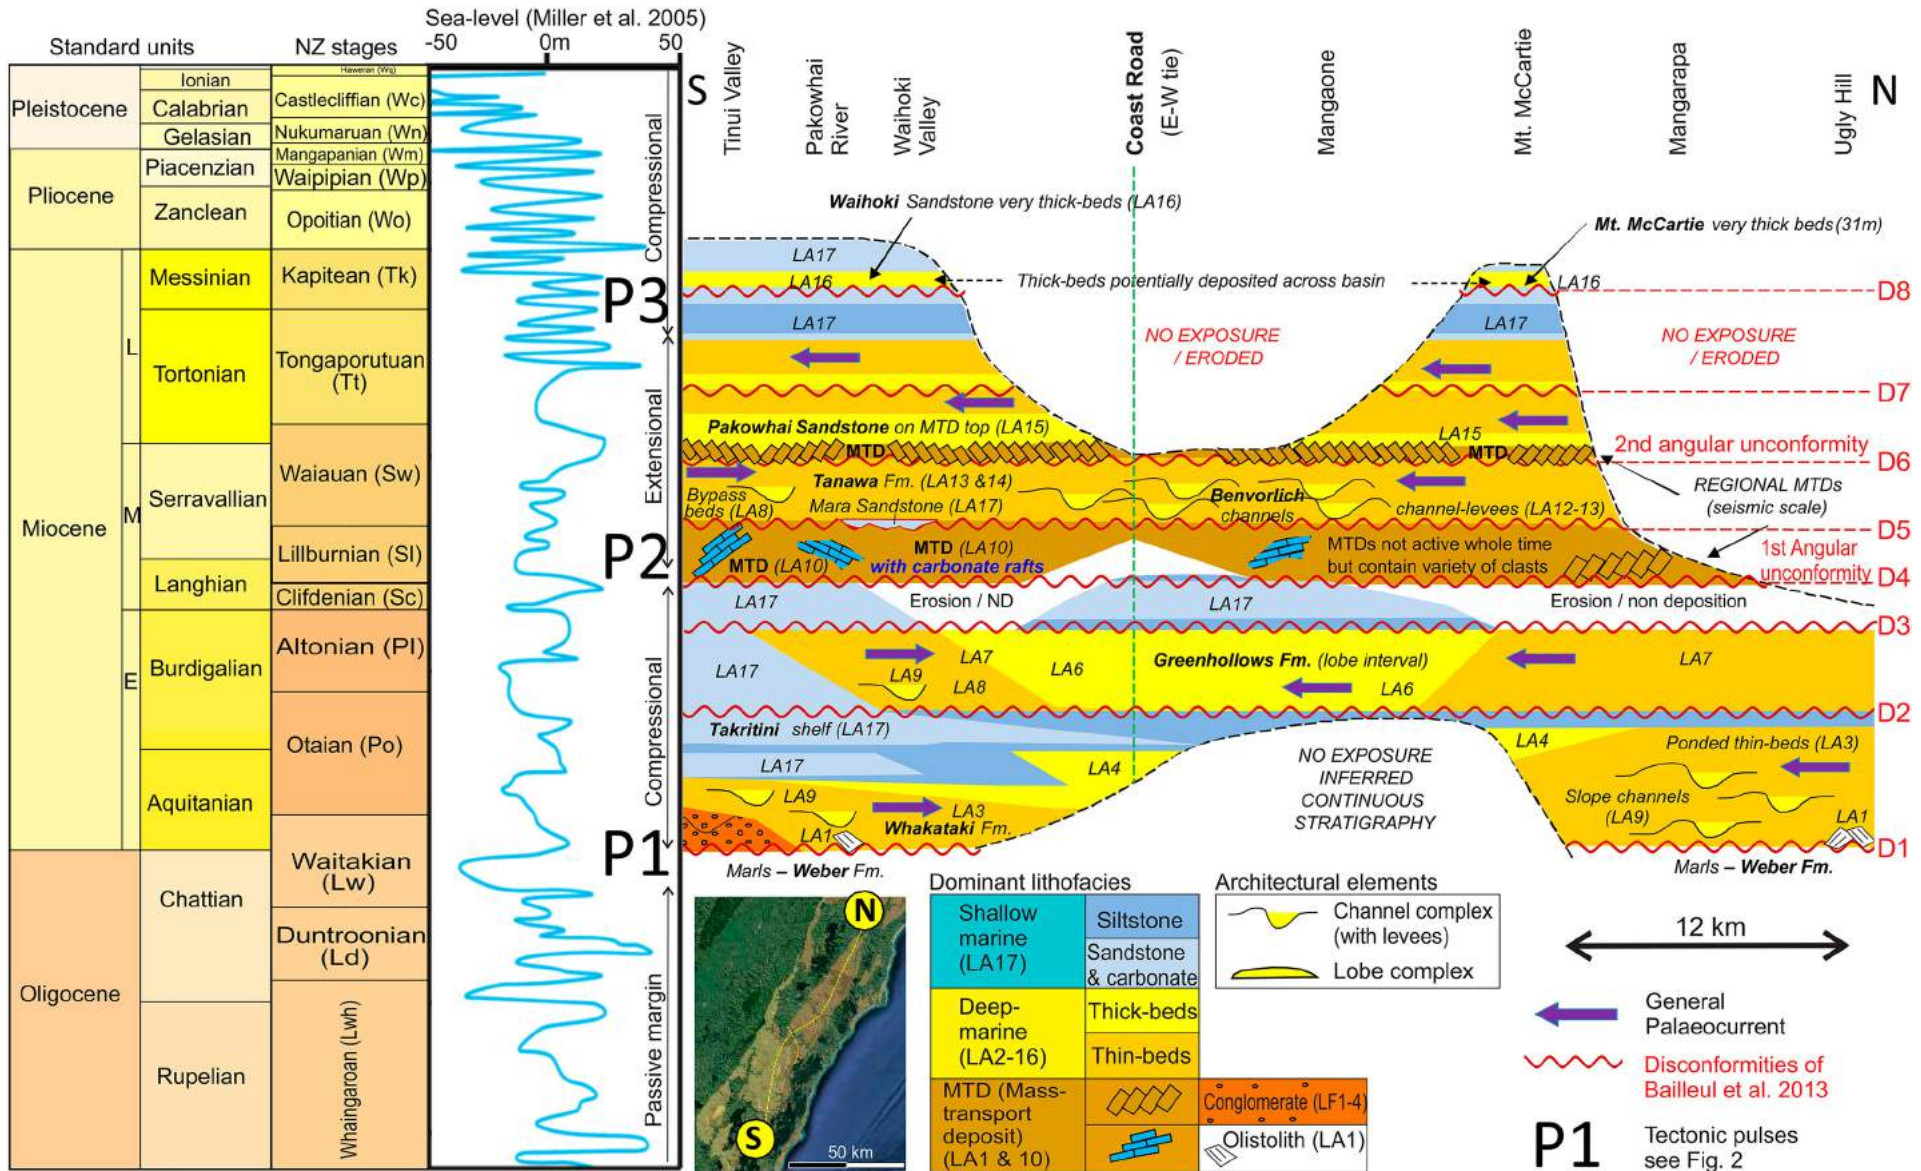 Sea-level (Miller et al. 2005)
Standard units
NZ stages
-50
0m
50
Pleistocene
Ionian
Calabrian
Gelasian
Pliocene
Piacenzian
Zanclean
Miocene
L
M
E
Messinian
Tortonian
Serravallian
Langhian
Burdigalian
Aquitanian
Oligocene
Chattian
Rupelian
Haweran (Wq)
Castlecliffian (Wc)
Nukumaruan (Wn)
Mangapanian (Wm)
Waipipian (Wp)
Opoitian (Wo)
Kapitean (Tk)
Tongaporutuan
(Tt)
Waiauan (Sw)
Lillburnian (Sl)
Clifdenian (Sc)
Altonian (Pl)
Otaian (Po)
Waitakian
(Lw)
Duntroonian
(Ld)
Whaingaroan (Lwh)
Compressional
Extensional
Compressional
Passive margin
P3
P2
P1
S
Tinui Valley
Pakowhai
River
Waihoki
Valley
Coast Road
(E-W tie)
Mangaone
Mt. McCartie
Mangarapa
Ugly Hill
N
Waihoki Sandstone very thick-beds (LA16)
Mt. McCartie very thick beds (31m)
LA17
LA16
Thick-beds potentially deposited across basin
LA16
D8
LA17
NO EXPOSURE
/ ERODED
LA17
NO EXPOSURE
/ ERODED
D7
Pakowhai Sandstone on MTD top (LA15)
LA15
MTD
MTD
2nd angular unconformity
D6
Tanawa Fm. (LA13 &14)
Bypass
beds (LA8)
Mara Sandstone (LA17)
Benvorlich
channels
channel-levees (LA12-13)
REGIONAL MTDs
(seismic scale)
D5
MTD (LA10)
MTD (LA10)
with carbonate rafts
MTDs not active whole time
but contain variety of clasts
1st Angular
unconformity
D4
LA17
Erosion / ND
LA17
Erosion / non deposition
D3
LA17
LA7
LA9
LA8
LA6
Greenhollows Fm. (lobe interval)
LA6
LA7
D2
Takritini shelf (LA17)
LA17
LA4
LA4
Ponded thin-beds (LA3)
NO EXPOSURE
INFERRED
CONTINUOUS
STRATIGRAPHY
LA9
LA3
LA1
Whakataki Fm.
Slope channels
(LA9)
LA1
D1
Marls – Weber Fm.
Marls – Weber Fm.
N
S
50 km
Dominant lithofacies
Shallow
marine
(LA17)
Siltstone
Sandstone
& carbonate
Deep-
marine
(LA2-16)
Thick-beds
Thin-beds
MTD (Mass-
transport
deposit)
(LA1 & 10)
Conglomerate (LF1-4)
Olistolith (LA1)
Architectural elements
Channel complex
(with levees)
Lobe complex
12 km
General
Palaeocurrent
Disconformities of
Bailleul et al. 2013
P1
Tectonic pulses
see Fig. 2